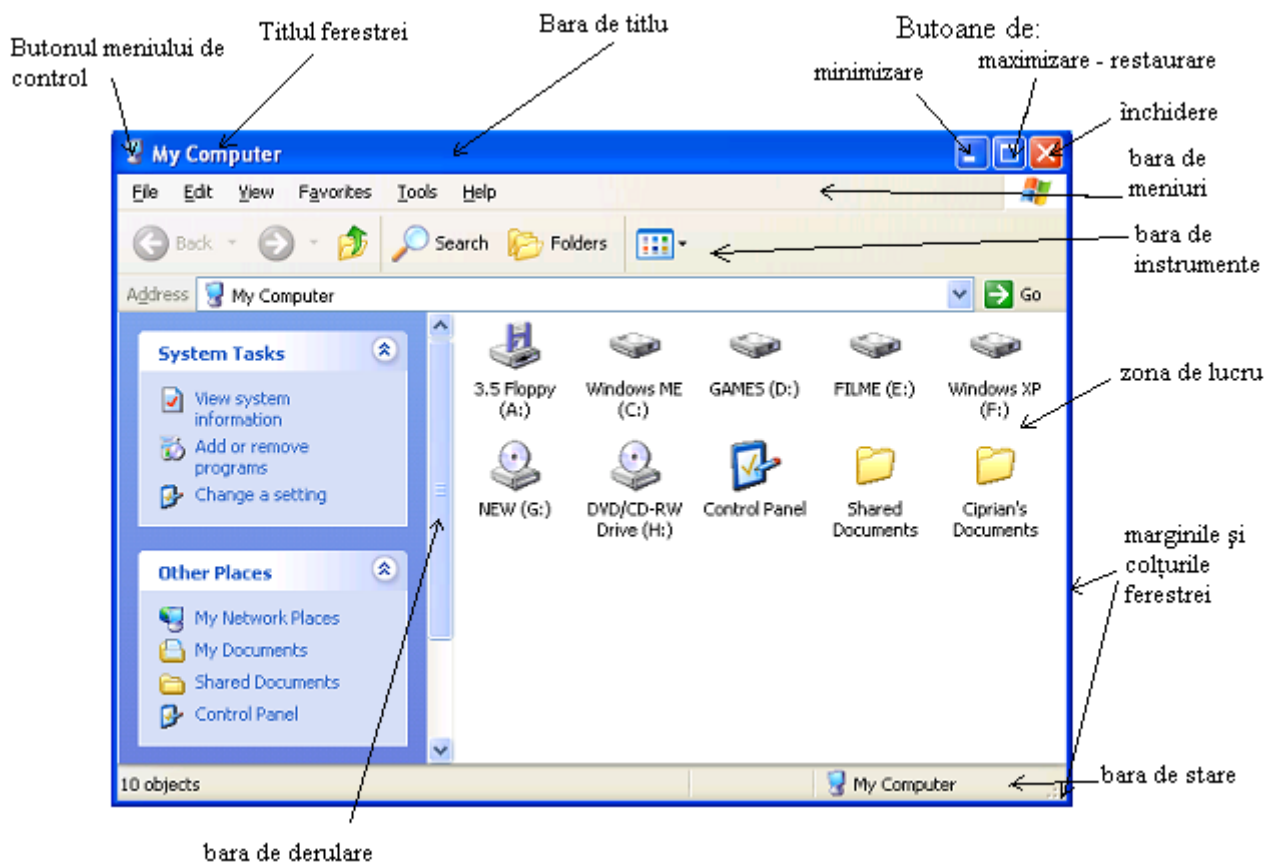 Butonul meniului de
control
Titlul ferestrei
Bara de titlu
Butoane de:
minimizare
maximizare - restaurare
închidere
My Computer
bara de
meniuri
File Edit View Favorites Tools Help
Back
Search
Folders
bara de
instrumente
Address My Computer Go
System Tasks
View system
information
Add or remove
programs
Change a setting
Other Places
My Network Places
My Documents
Shared Documents
Control Panel
3.5 Floppy
(A:)
Windows ME
(C:)
GAMES (D:)
FILME (E:)
Windows XP
(F:)
NEW (G:)
DVD/CD-RW
Drive (H:)
Control Panel
Shared
Documents
Ciprian's
Documents
zona de lucru
marginile şi
colţurile
ferestrei
10 objects
My Computer
bara de stare
bara de derulare